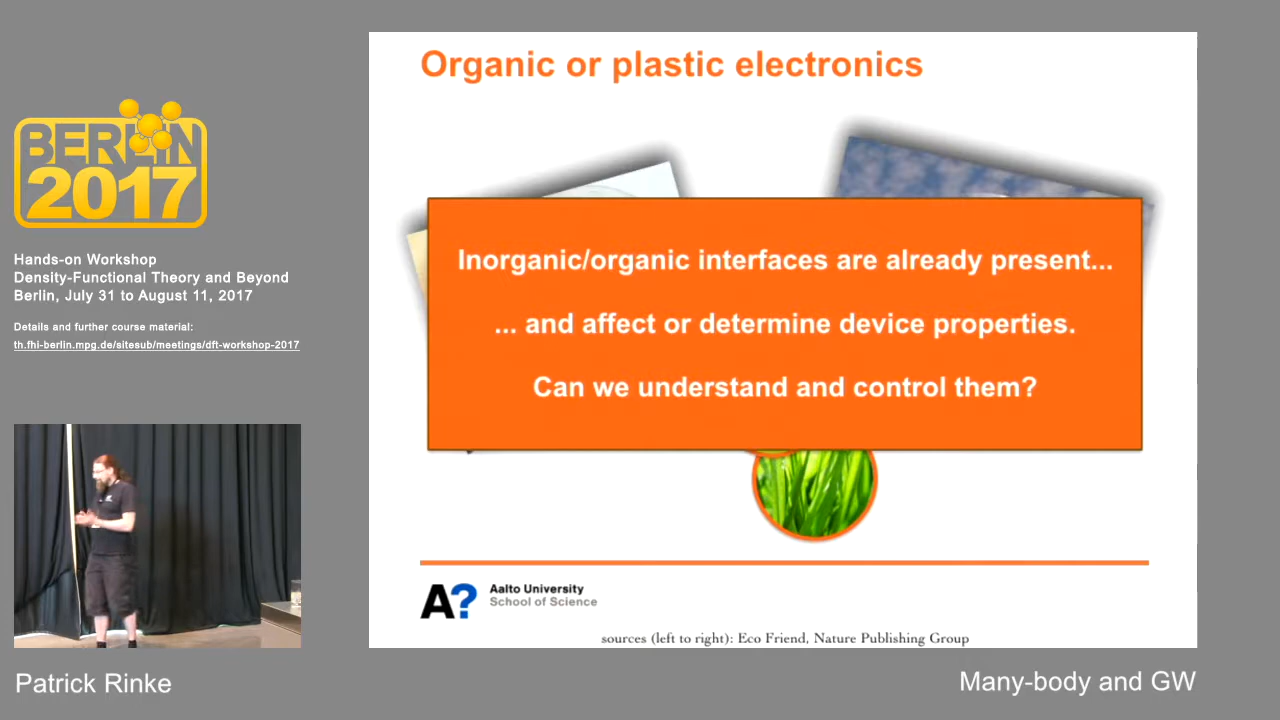 BERLIN
2017
Hands-on Workshop
Density-Functional Theory and Beyond
Berlin, July 31 to August 11, 2017
Details and further course material:
th.fhi-berlin.mpg.de/sitesub/meetings/dft-workshop-2017
Organic or plastic electronics
Inorganic/organic interfaces are already present...
... and affect or determine device properties.
Can we understand and control them?
A?
Aalto University
School of Science
sources (left to right): Eco Friend, Nature Publishing Group
Patrick Rinke
Many-body and GW